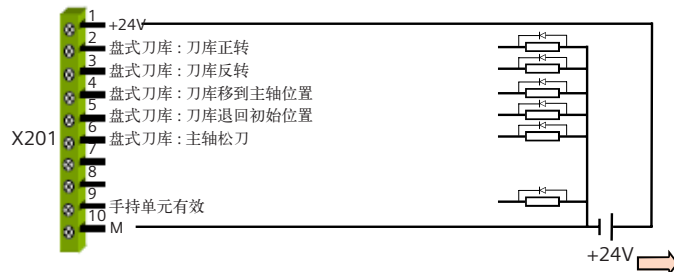 1 +24V
2 盘式刀库 : 刀库正转
3 盘式刀库 : 刀库反转
4 盘式刀库 : 刀库移到主轴位置
5 盘式刀库 : 刀库退回初始位置
6 盘式刀库 : 主轴松刀
X201
7
8
9 手持单元有效
10 M
+24V